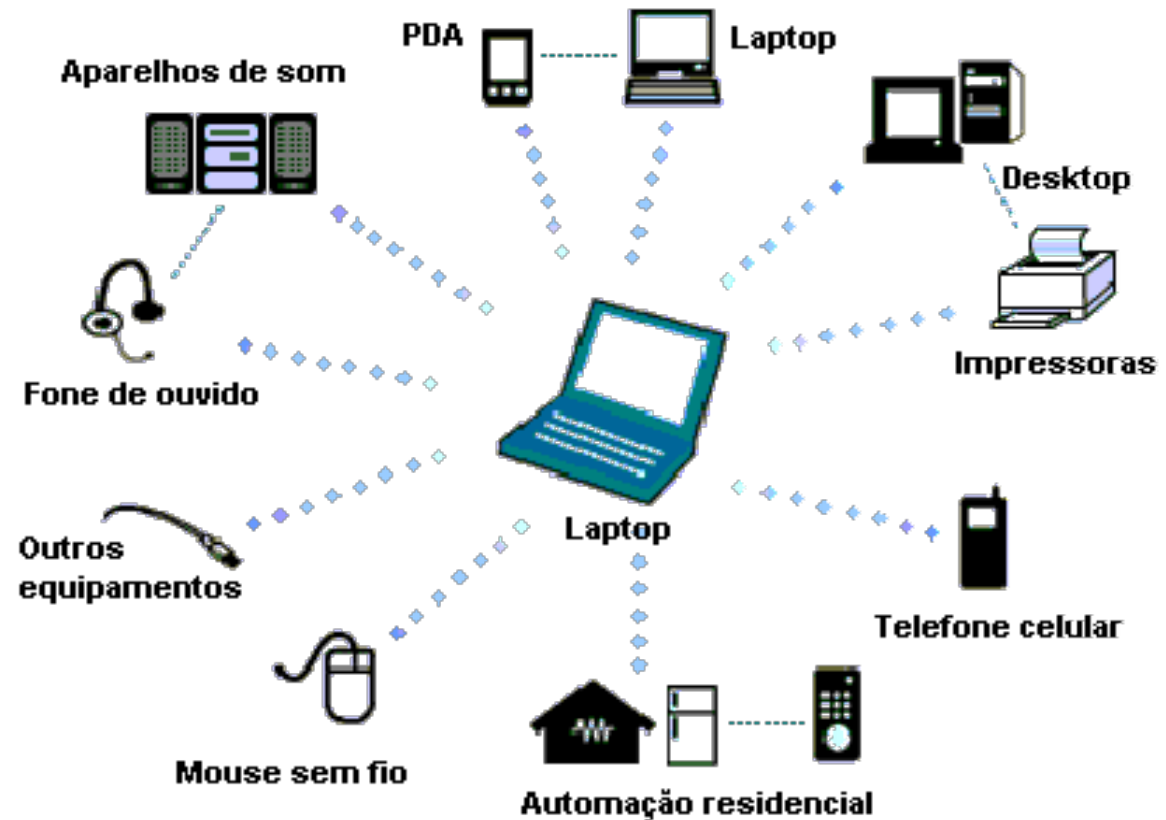 PDA
Laptop
Aparelhos de som
Desktop
Impressoras
Fone de ouvido
Laptop
Outros
equipamentos
Telefone celular
Mouse sem fio
Automação residencial